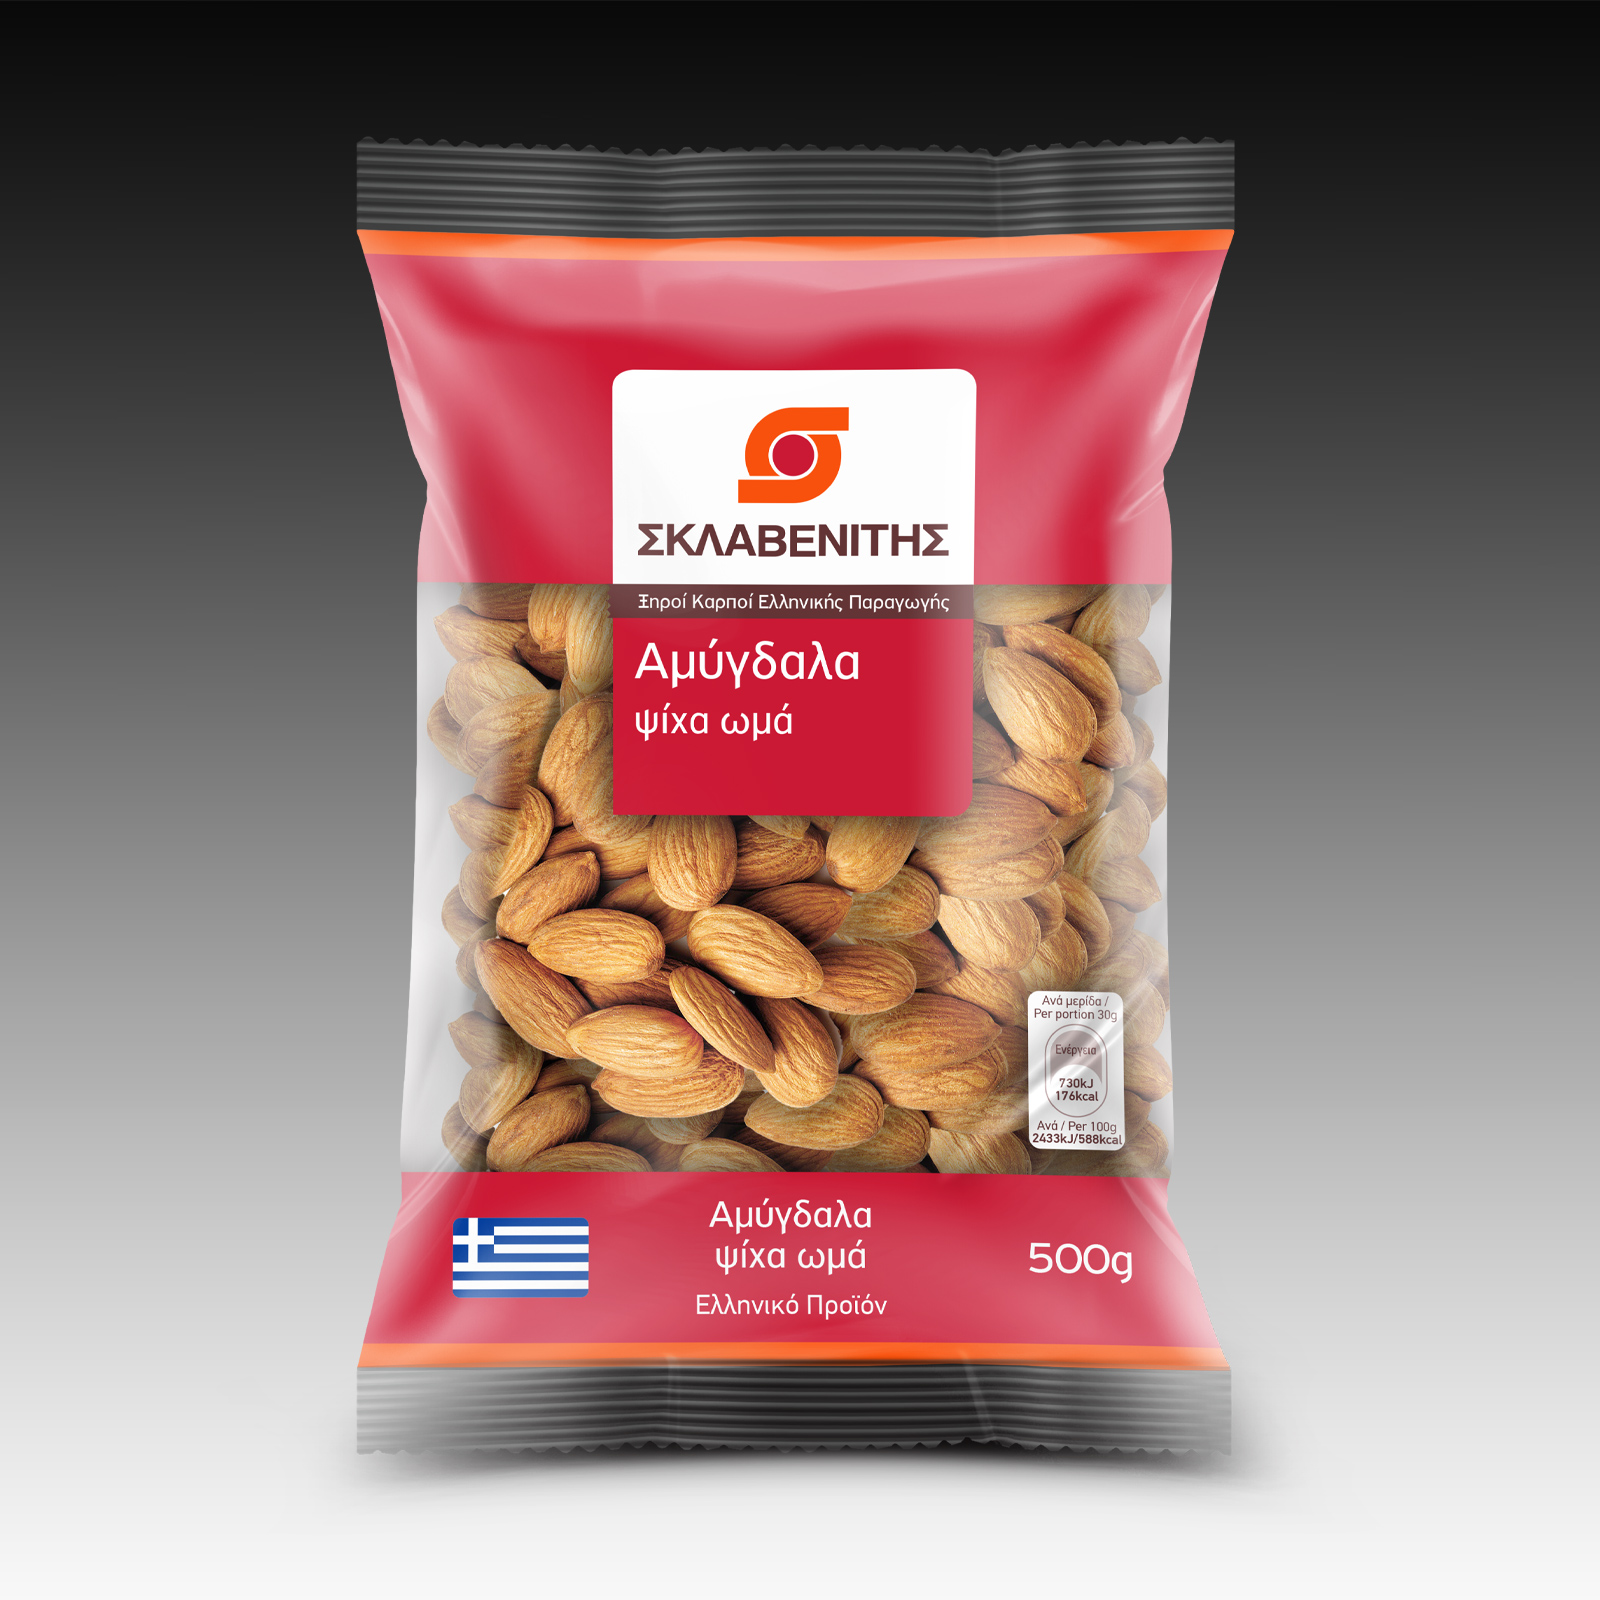 ΣΚΛΑΒΕΝΙΤΗΣ
Ξηροί Καρποί Ελληνικής Παραγωγής
Αμύγδαλα
ψίχα ωμά
Ανά μερίδα /
Per portion 30g
Ενέργεια
730kJ
176kcal
Ανά / Per 100g
2433kJ/588kcal
Αμύγδαλα
ψίχα ωμά
Ελληνικό Προϊόν
500g